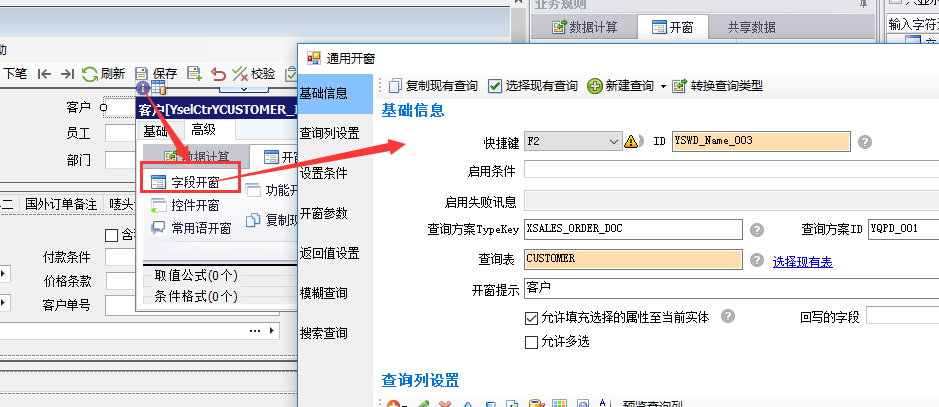 业务规则
数据计算 开窗 共享数据
输入字符
助
下笔 刷新 保存 校验
客户
员工
部门
客户[YselCtrYCUSTOMER_I
基础 高级
数据计算 开窗
字段开窗 功能开
控件开窗
常用语开窗 复制现
取值公式(0个)
条件格式(0个)
二 国外订单备注 唛头
含
付款条件
价格条款
客户单号
通用开窗
基础信息
查询列设置
设置条件
开窗参数
返回值设置
模糊查询
搜索查询
复制现有查询 选择现有查询 新建查询 转换查询类型
基础信息
快捷键 F2 ID YSWD_Name_003
启用条件
启用失败讯息
查询方案TypeKey XSALES_ORDER_DOC 查询方案ID YQPD_001
查询表 CUSTOMER 选择现有表
开窗提示 客户
允许填充选择的属性至当前实体 回写的字段
允许多选
查询列设置
预览查询列